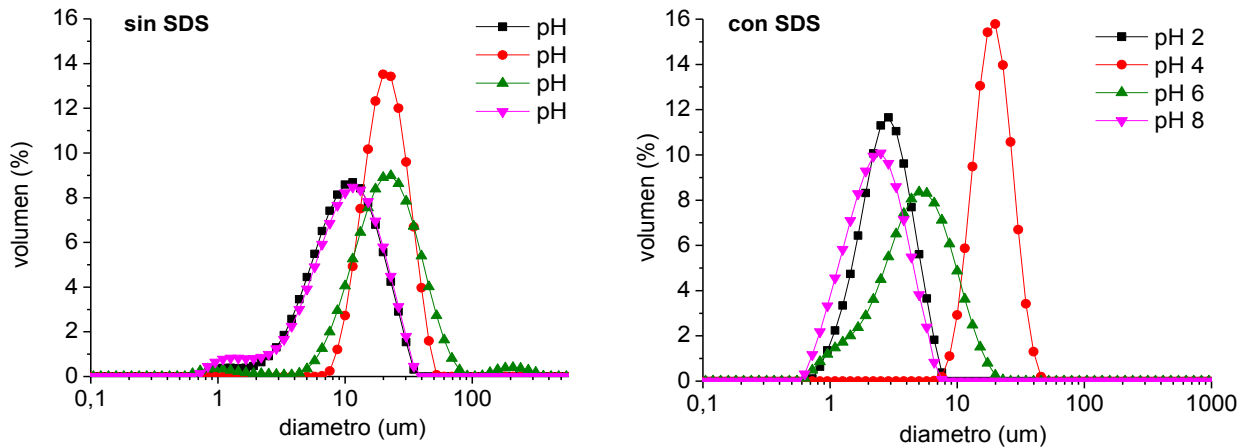 sin SDS
pH
pH
pH
pH
16
14
12
10
8
6
4
2
0
volumen (%)
0,1
1
10
100
diametro (um)
con SDS
pH 2
pH 4
pH 6
pH 8
16
14
12
10
8
6
4
2
0
volumen (%)
0,1
1
10
100
1000
diametro (um)